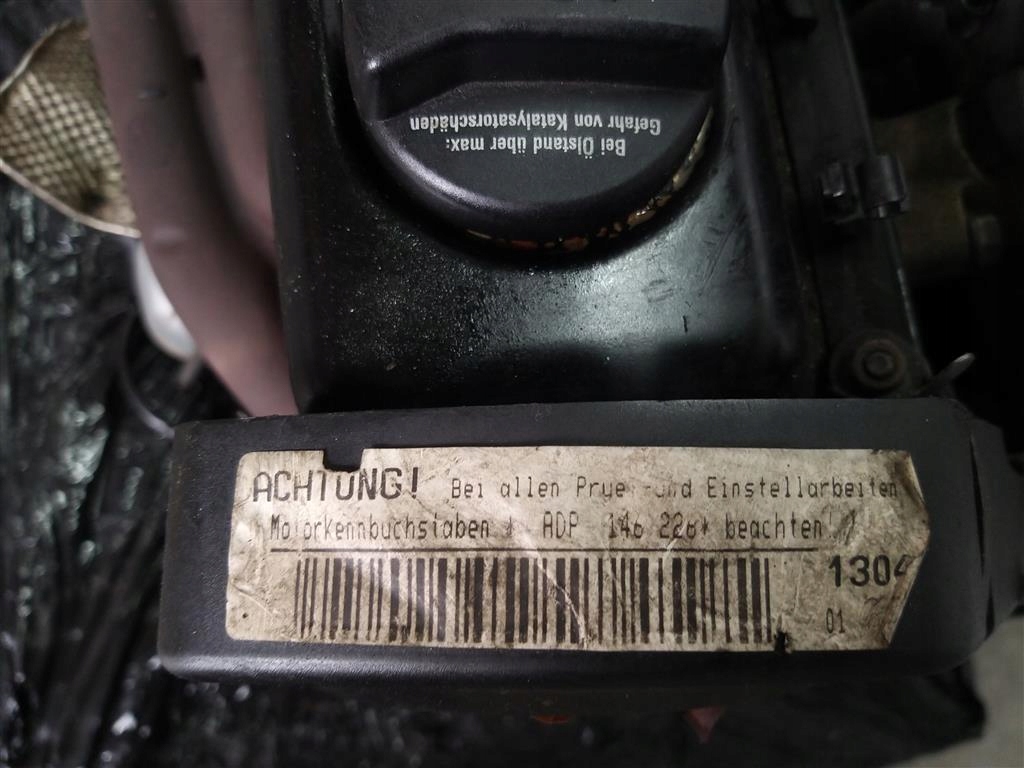 Bei Ölstand über max:
Gefahr von Katalysatorschäden
ACHTUNG! Bei allen und Einstellarbeiten
Motorkennbuchstaben * ADP 146 226* beachten!
1304
01